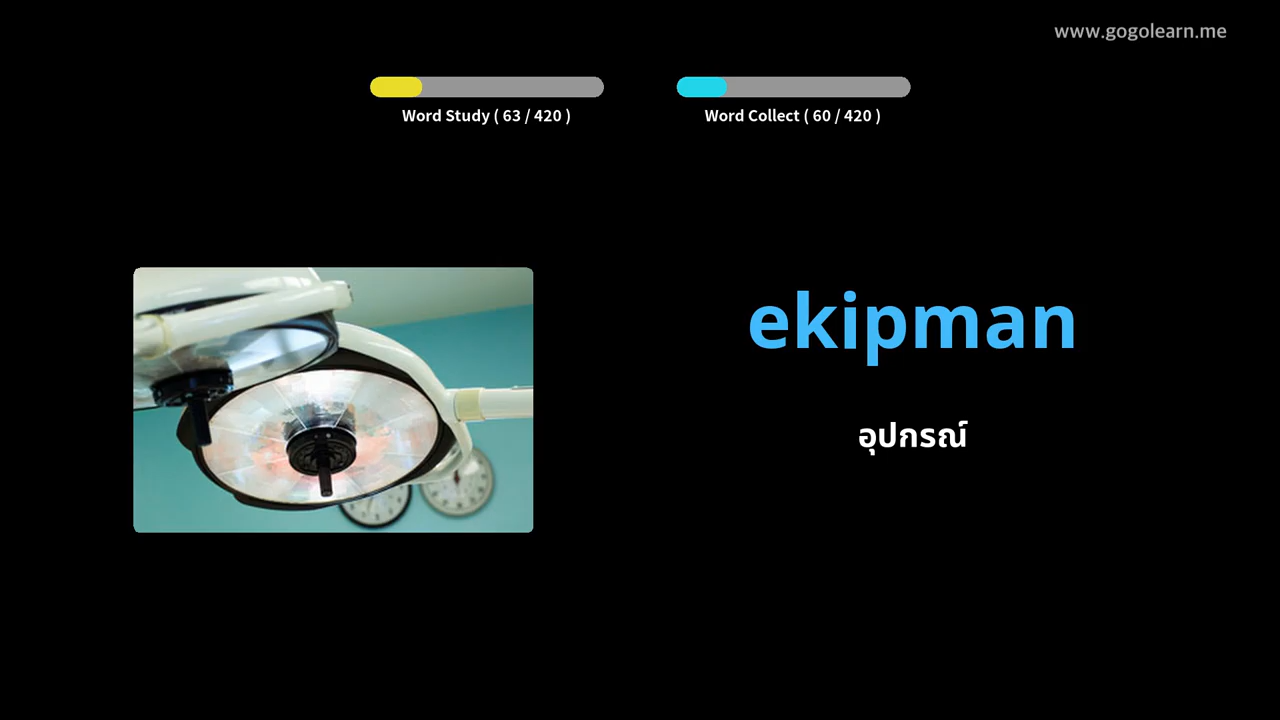 www.gogolearn.me
Word Study ( 63 / 420 )
Word Collect ( 60 / 420 )
ekipman
อุปกรณ์